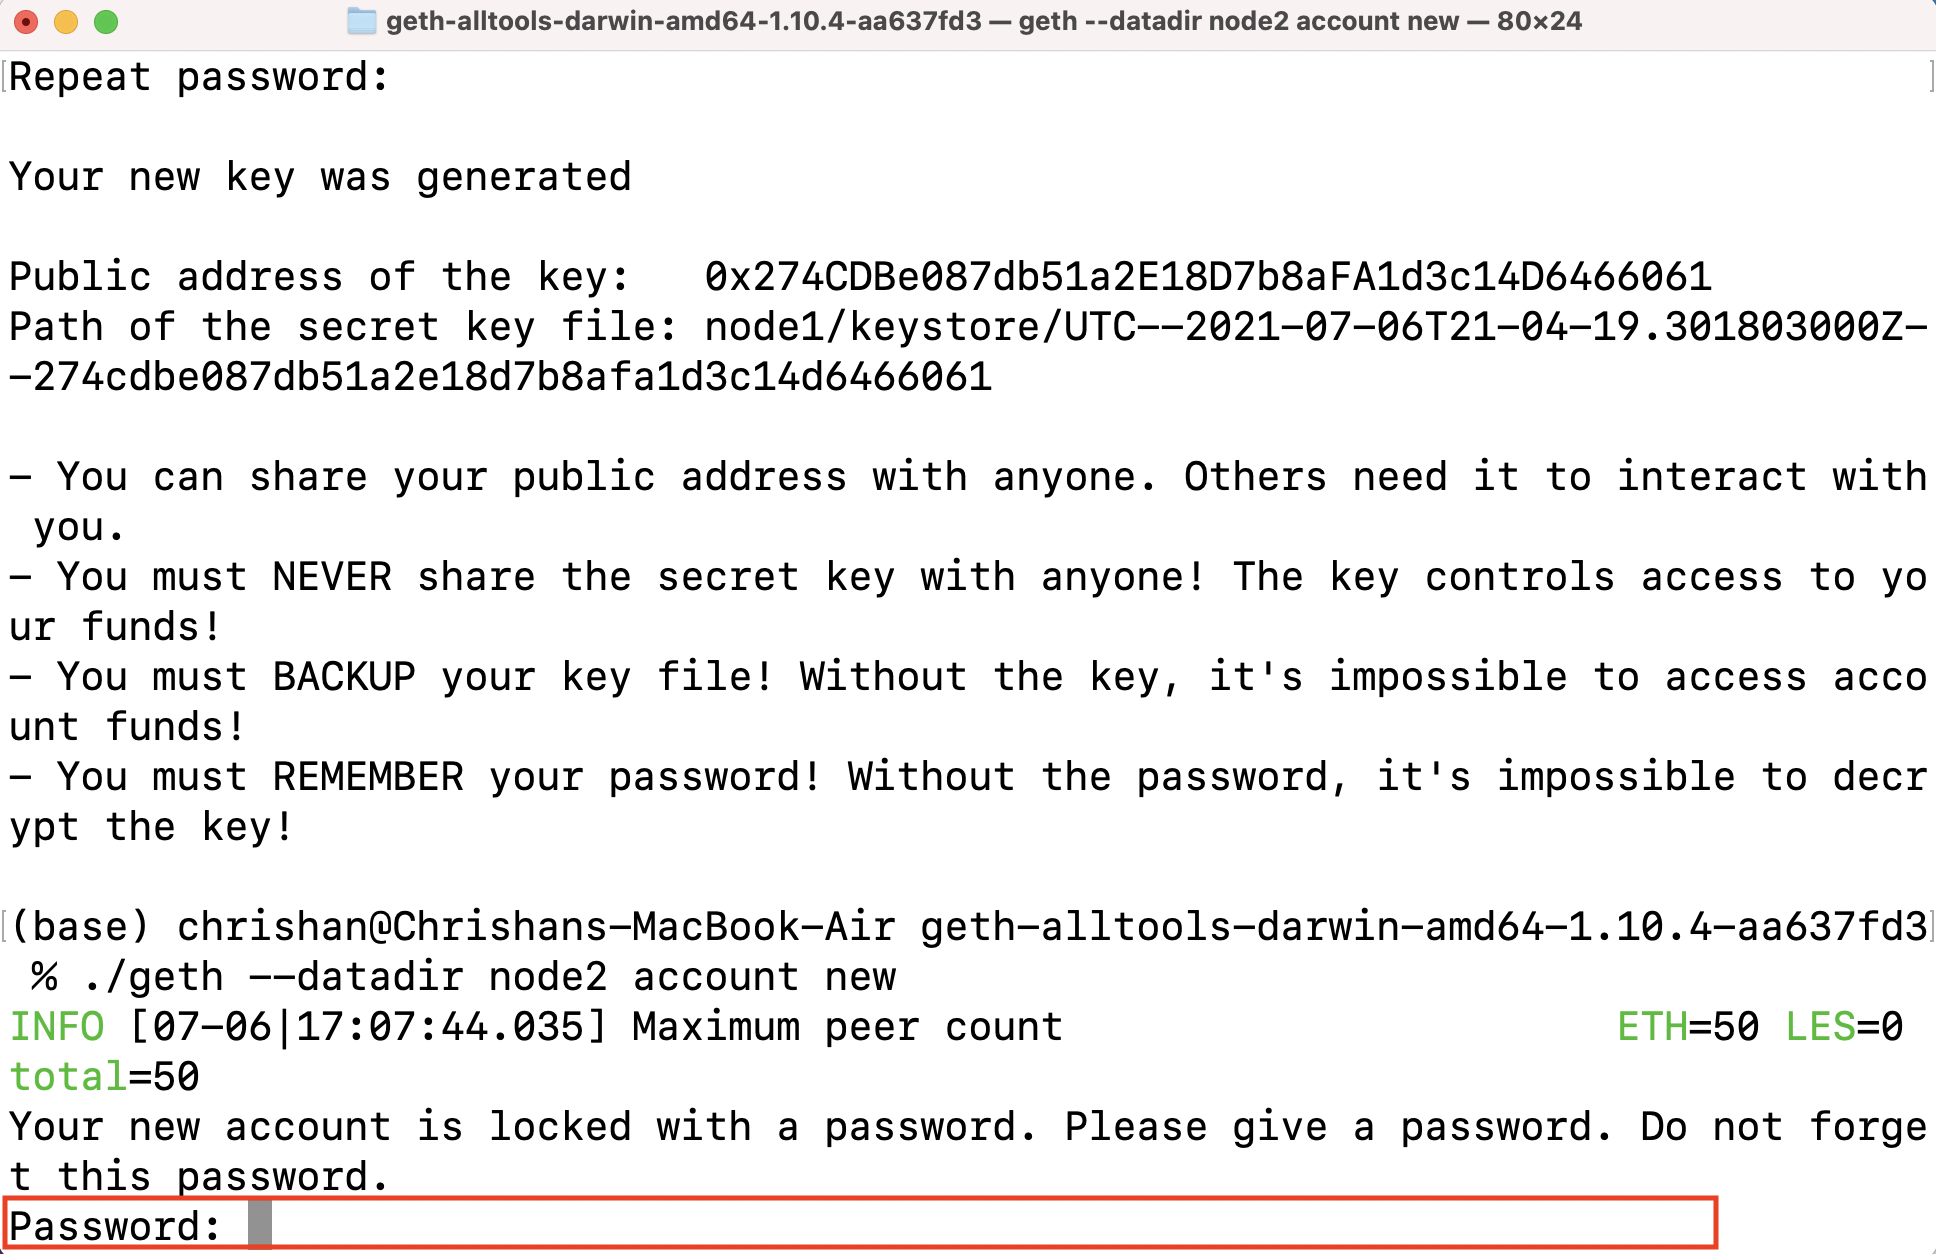 geth-alltools-darwin-amd64-1.10.4-aa637fd3 — geth --datadir node2 account new — 80×24
[Repeat password: ]
Your new key was generated
Public address of the key:   0x274CDBe087db51a2E18D7b8aFA1d3c14D6466061
Path of the secret key file: node1/keystore/UTC--2021-07-06T21-04-19.301803000Z-
-274cdbe087db51a2e18d7b8afa1d3c14d6466061
- You can share your public address with anyone. Others need it to interact with
 you.
- You must NEVER share the secret key with anyone! The key controls access to yo
ur funds!
- You must BACKUP your key file! Without the key, it's impossible to access acco
unt funds!
- You must REMEMBER your password! Without the password, it's impossible to decr
ypt the key!
[(base) chrishan@Chrishans-MacBook-Air geth-alltools-darwin-amd64-1.10.4-aa637fd3]
 % ./geth --datadir node2 account new
INFO [07-06|17:07:44.035] Maximum peer count                       ETH=50 LES=0
total=50
Your new account is locked with a password. Please give a password. Do not forge
t this password.
Password: